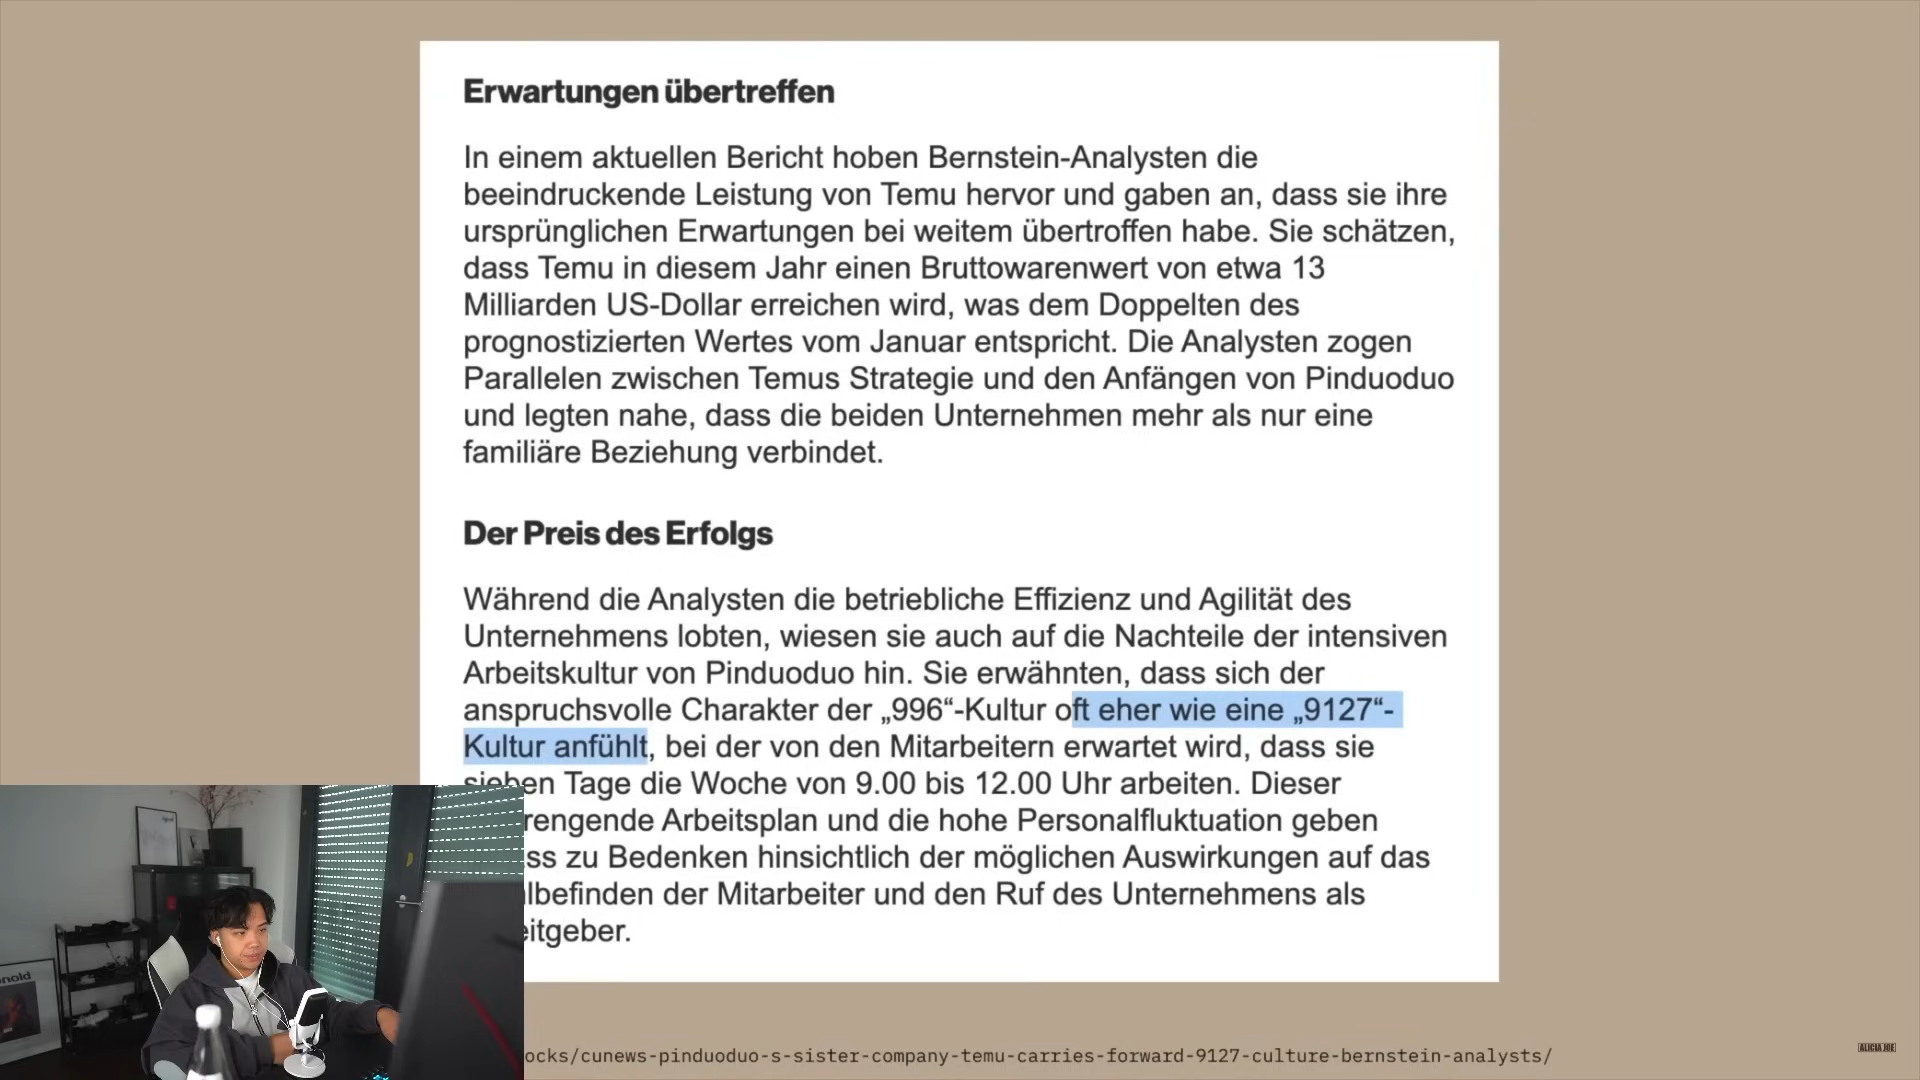 Erwartungen übertreffen
In einem aktuellen Bericht hoben Bernstein-Analysten die
beeindruckende Leistung von Temu hervor und gaben an, dass sie ihre
ursprünglichen Erwartungen bei weitem übertroffen habe. Sie schätzen,
dass Temu in diesem Jahr einen Bruttowarenwert von etwa 13
Milliarden US-Dollar erreichen wird, was dem Doppelten des
prognostizierten Wertes vom Januar entspricht. Die Analysten zogen
Parallelen zwischen Temus Strategie und den Anfängen von Pinduoduo
und legten nahe, dass die beiden Unternehmen mehr als nur eine
familiäre Beziehung verbindet.
Der Preis des Erfolgs
Während die Analysten die betriebliche Effizienz und Agilität des
Unternehmens lobten, wiesen sie auch auf die Nachteile der intensiven
Arbeitskultur von Pinduoduo hin. Sie erwähnten, dass sich der
anspruchsvolle Charakter der „996“-Kultur oft eher wie eine „9127“-
Kultur anfühlt, bei der von den Mitarbeitern erwartet wird, dass sie
sieben Tage die Woche von 9.00 bis 12.00 Uhr arbeiten. Dieser
rengende Arbeitsplan und die hohe Personalfluktuation geben
ss zu Bedenken hinsichtlich der möglichen Auswirkungen auf das
lbefinden der Mitarbeiter und den Ruf des Unternehmens als
eitgeber.
ocks/cunews-pinduoduo-s-sister-company-temu-carries-forward-9127-culture-bernstein-analysts/
ALICIA JOE
nold